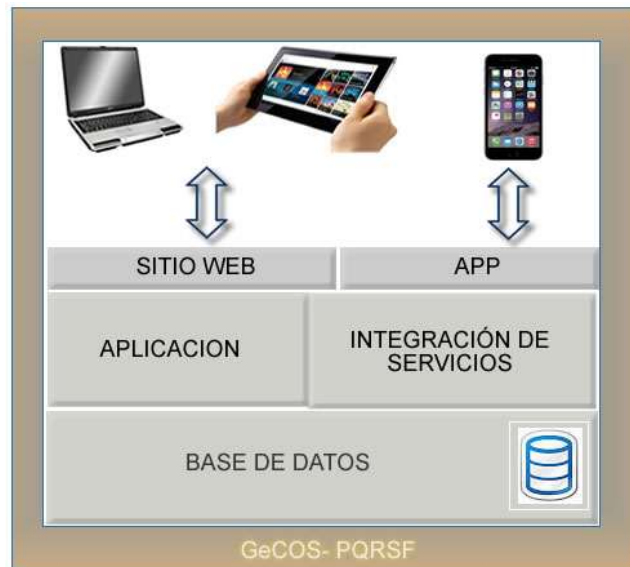 SITIO WEB
APP
APLICACION
INTEGRACIÓN DE
SERVICIOS
BASE DE DATOS
GeCOS- PQRSF